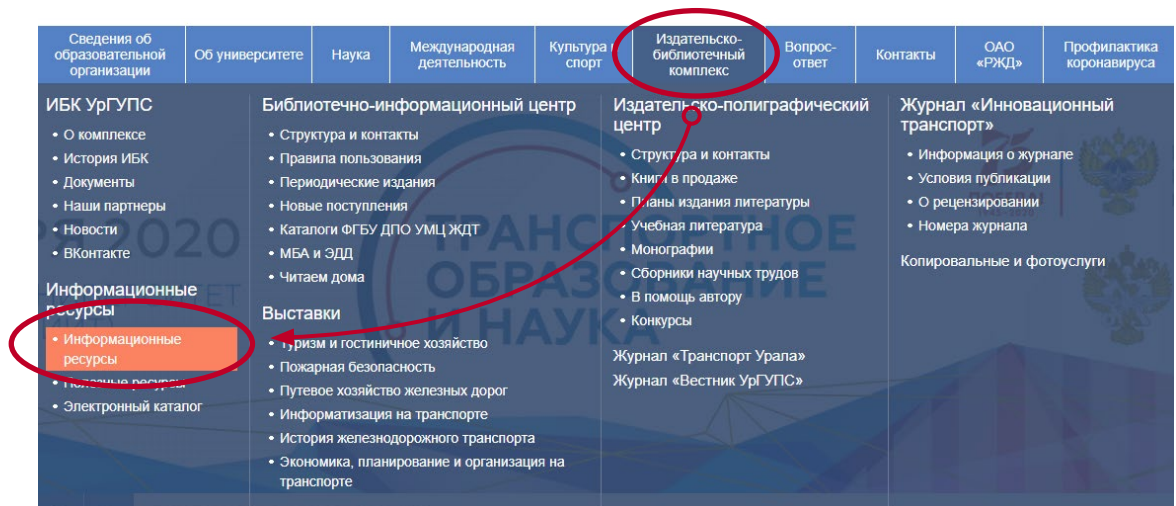 Сведения об
образовательной
организации
Об университете
Наука
Международная
деятельность
Культура и
спорт
Издательско-
библиотечный
комплекс
Вопрос-
ответ
Контакты
ОАО
«РЖД»
Профилактика
коронавируса
ИБК УрГУПС
• О комплексе
• История ИБК
• Документы
• Наши партнеры
• Новости
• ВКонтакте
Информационные
ресурсы
• Информационные
ресурсы
• Полезные ресурсы
• Электронный каталог
Библиотечно-информационный центр
• Структура и контакты
• Правила пользования
• Периодические издания
• Новые поступления
• Каталоги ФГБУ ДПО УМЦ ЖДТ
• МБА и ЭДД
• Читаем дома
Выставки
• Туризм и гостиничное хозяйство
• Пожарная безопасность
• Путевое хозяйство железных дорог
• Информатизация на транспорте
• История железнодорожного транспорта
• Экономика, планирование и организация на
транспорте
Издательско-полиграфический
центр
• Структура и контакты
• Книги в продаже
• Планы издания литературы
• Учебная литература
• Монографии
• Сборники научных трудов
• В помощь автору
• Конкурсы
Журнал «Транспорт Урала»
Журнал «Вестник УрГУПС»
Журнал «Инновационный
транспорт»
• Информация о журнале
• Условия публикации
• О рецензировании
• Номера журнала
Копировальные и фотоуслуги
2020
ТРАНСПОРТНОЕ
ОБРАЗОВАНИЕ
И НАУКА
75